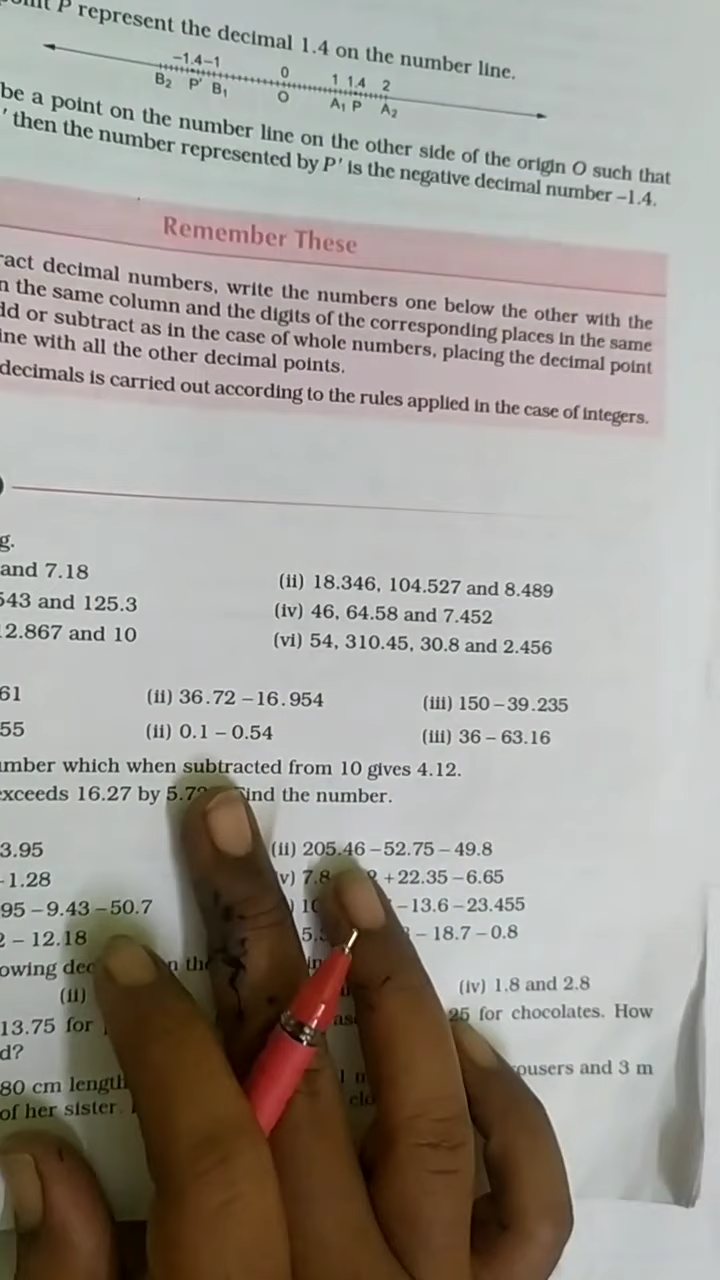 P represent the decimal 1.4 on the number line.
−1.4 −1 0 1 1.4 2
B₂ P′ B₁ O A₁ P A₂
be a point on the number line on the other side of the origin O such that
′ then the number represented by P′ is the negative decimal number −1.4.
Remember These
ract decimal numbers, write the numbers one below the other with the
n the same column and the digits of the corresponding places in the same
dd or subtract as in the case of whole numbers, placing the decimal point
ine with all the other decimal points.
decimals is carried out according to the rules applied in the case of integers.
g.
and 7.18 (ii) 18.346, 104.527 and 8.489
543 and 125.3 (iv) 46, 64.58 and 7.452
2.867 and 10 (vi) 54, 310.45, 30.8 and 2.456
61 (ii) 36.72 − 16.954 (iii) 150 − 39.235
55 (ii) 0.1 − 0.54 (iii) 36 − 63.16
umber which when subtracted from 10 gives 4.12.
exceeds 16.27 by 5.7 ind the number.
3.95 (ii) 205.46 − 52.75 − 49.8
−1.28 v) 7.8 + 22.35 − 6.65
95 − 9.43 − 50.7 − 13.6 − 23.455
2 − 12.18 5. − 18.7 − 0.8
owing dec
(ii) (iv) 1.8 and 2.8
13.75 for 25 for chocolates. How
d?
80 cm length ousers and 3 m
of her sister.